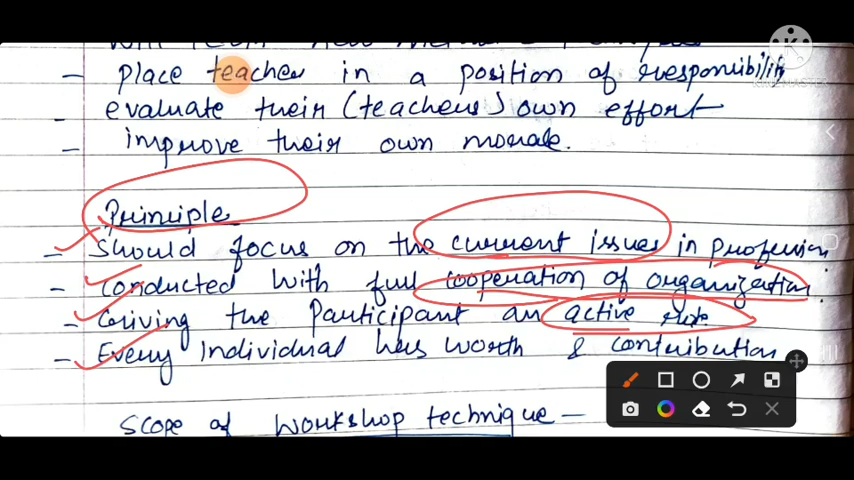 - place teacher in a position of responsibility
- evaluate their (teachers) own effort
- improve their own morale.
Principle
- Should focus on the current issues in profession
- Conducted with full cooperation of organization.
- Giving the Participant an active role.
- Every Individual has worth & contribution
Scope of workshop technique -